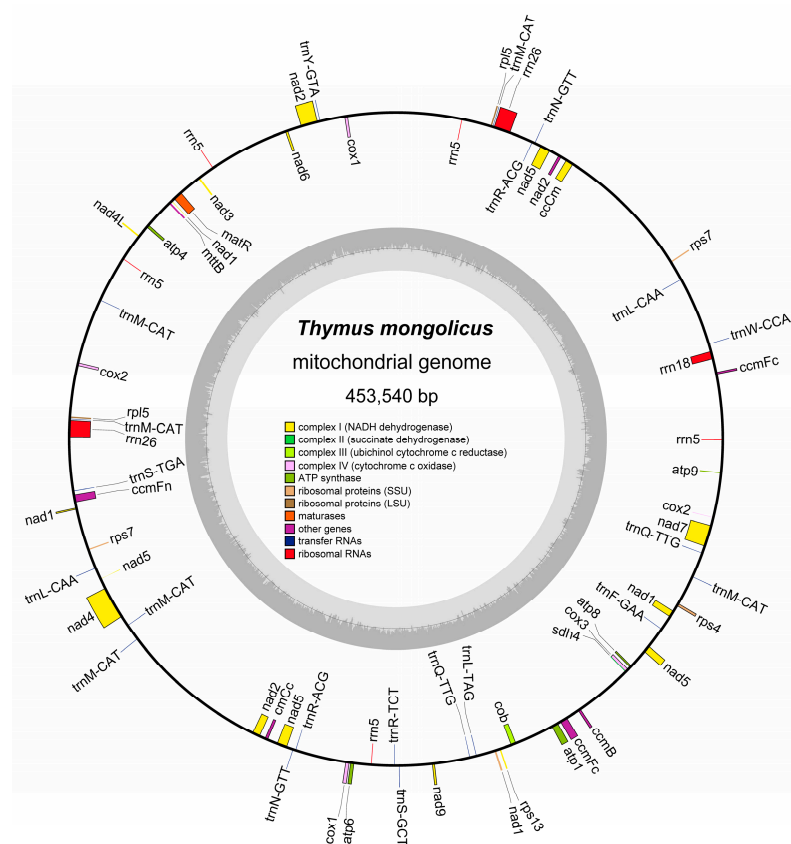 Thymus mongolicus
mitochondrial genome
453,540 bp
complex I (NADH dehydrogenase)
complex II (succinate dehydrogenase)
complex III (ubichinol cytochrome c reductase)
complex IV (cytochrome c oxidase)
ATP synthase
ribosomal proteins (SSU)
ribosomal proteins (LSU)
maturases
other genes
transfer RNAs
ribosomal RNAs
rpl5
trnM-CAT
rrn26
trnN-GTT
rrn5
trnR-ACG
nad5
nad2
ccCm
rps7
trnL-CAA
trnW-CCA
rrn18
ccmFc
rrn5
atp9
cox2
nad7
trnQ-TTG
trnM-CAT
nad1
rps4
trnF-GAA
nad5
atp8
cox3
sdh4
ccmB
ccmFc
atp1
cob
rps13
nad1
trnL-TAG
trnQ-TTG
nad9
trnS-GCT
trnR-TCT
rrn5
atp6
cox1
trnR-ACG
trnN-GTT
nad5
cmCc
nad2
trnM-CAT
trnM-CAT
nad4
nad5
trnL-CAA
rps7
nad1
ccmFn
trnS-TGA
rrn26
trnM-CAT
rpl5
cox2
trnM-CAT
rrn5
atp4
nad4L
mttB
nad1
matR
nad3
rrn5
nad6
nad2
trnY-GTA
cox1